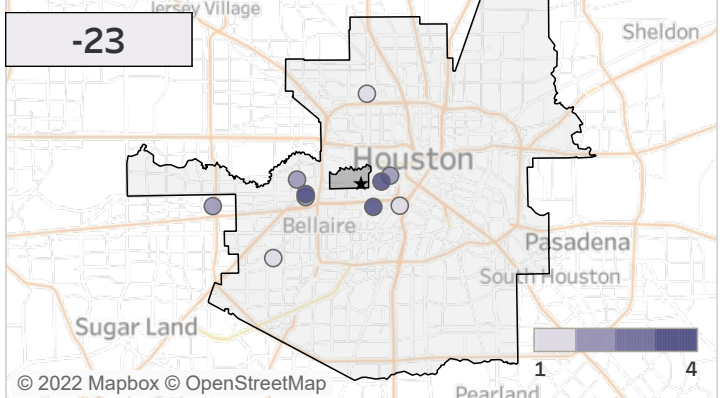 Jersey Village
-23
Sheldon
Houston
Bellaire
Pasadena
South Houston
Sugar Land
1 4
© 2022 Mapbox © OpenStreetMap
Pearland